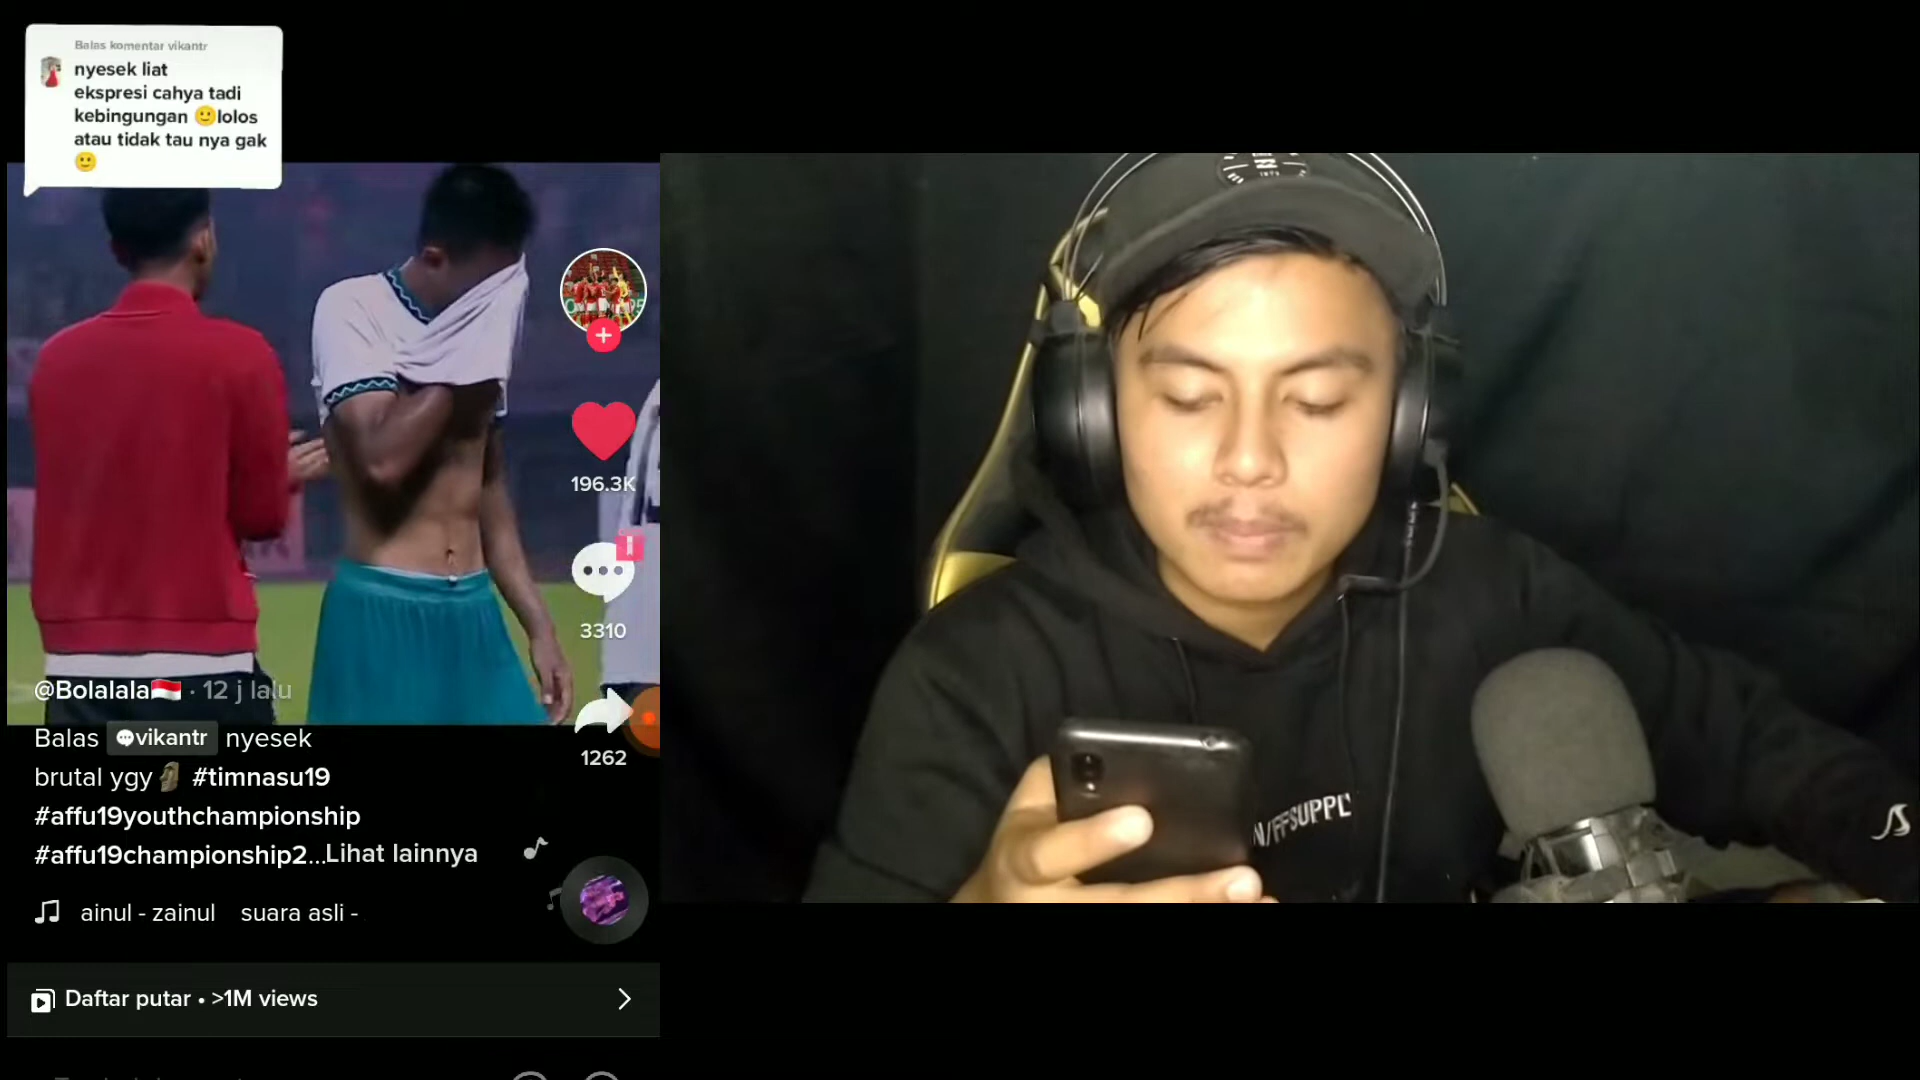 Balas komentar vikantr
nyesek liat
ekspresi cahya tadi
kebingungan 🙂lolos
atau tidak tau nya gak
🙂
196.3K
3310
@Bolalala🇮🇩 · 12 j lalu
1262
Balas 💬vikantr nyesek
brutal ygy🗿 #timnasu19
#affu19youthchampionship
#affu19championship2...Lihat lainnya
ainul - zainul suara asli -
Daftar putar • >1M views